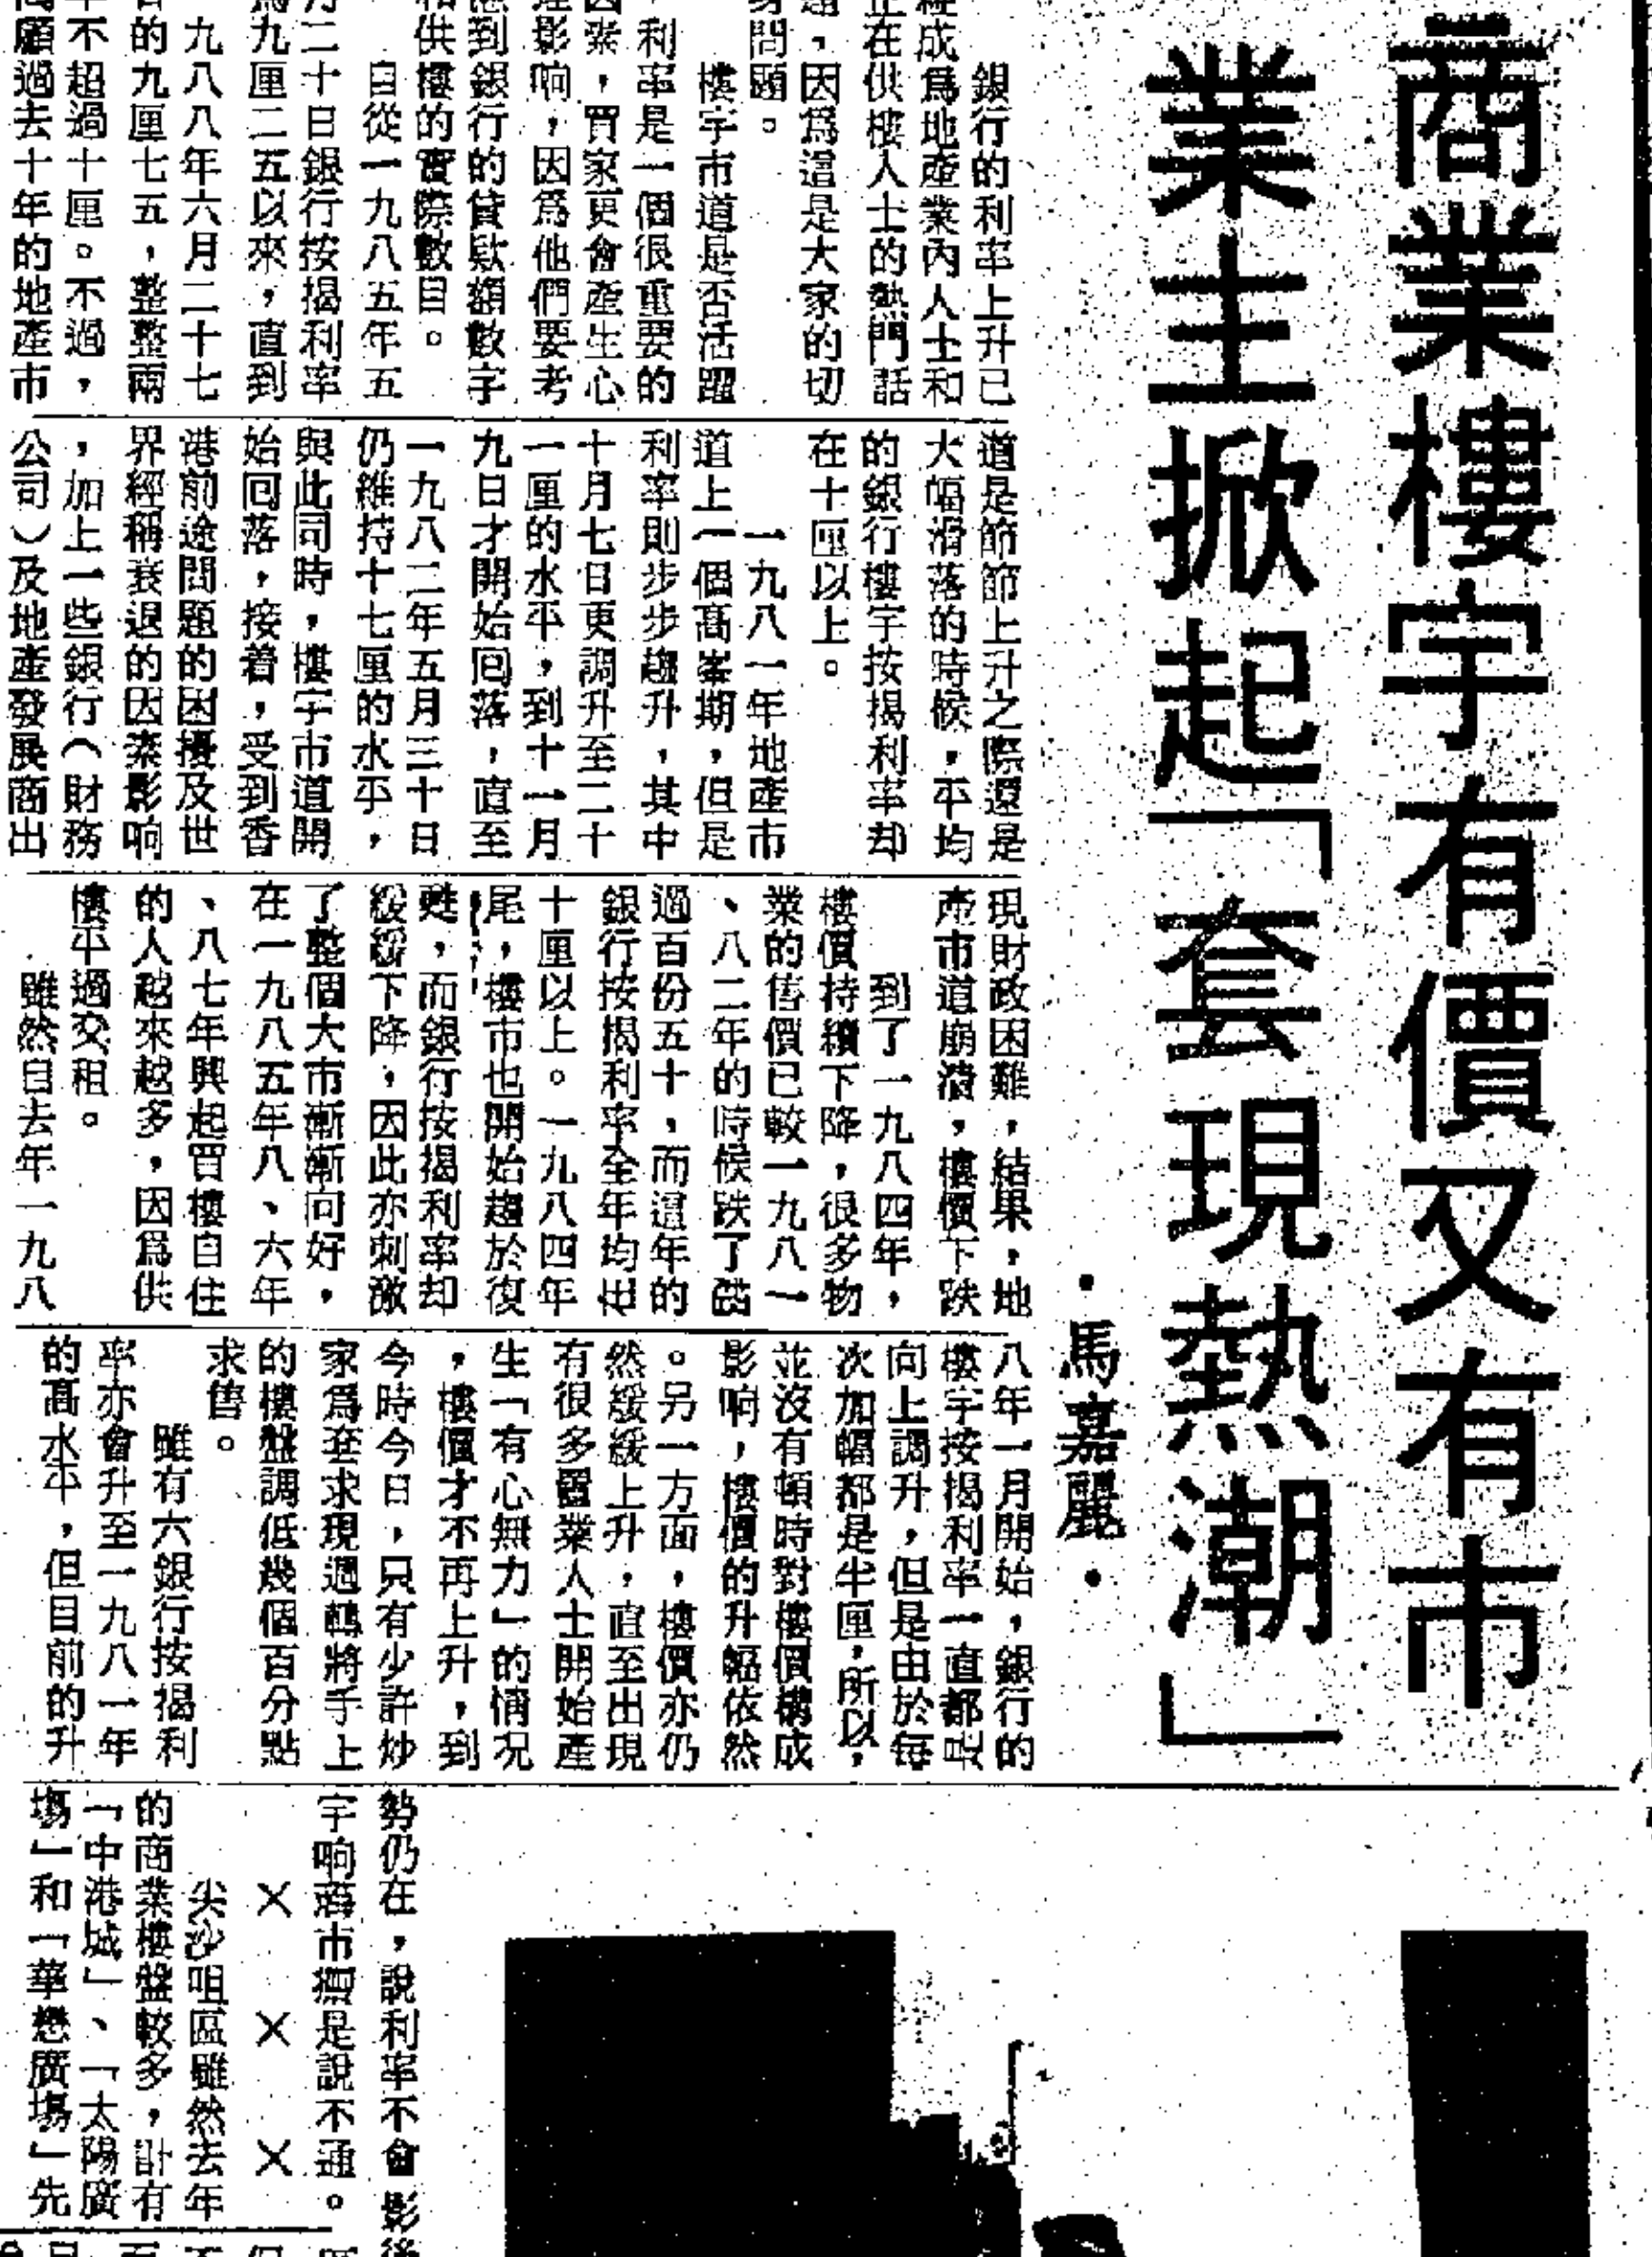 商業樓宇有價又有市
業主掀起「套現熱潮」
·馬嘉麗·
銀行的利率上升已
經成爲地產業內人士和
正在供樓人士的熱門話
題，因爲這是大家的切
身問題。
樓宇市道是否活躍
，利率是一個很重要的
因素，買家更會產生心
理影响，因爲他們要考
慮到銀行的貸欵額數字
和供樓的實際數目。
自從一九八五年五
月二十日銀行按揭利率
爲九厘二五以來，直到
九八八年六月二十七
的九厘七五，整整兩
年不超過十厘。不過，
回顧過去十年的地產市
道是節節上升之際還是
大幅滑落的時候，平均
的銀行樓宇按揭利率却
在十厘以上。
一九八一年地產市
道上一個高峯期，但是
利率則步步趨升，其中
十月七日更調升至二十
一厘的水平，到十一月
九日才開始回落，直至
一九八二年五月三十日
仍維持十七厘的水平，
與此同時，樓宇市道開
始回落，接着，受到香
港前途問題的困擾及世
界經稱衰退的因素影响
，加上一些銀行（財務
公司）及地產發展商出
現財政困難，結果，地
產市道崩潰，樓價下跌
到了一九八四年，
樓價持續下降，很多物
業的售價已較一九八一
、八二年的時候跌了超
過百份五十，而這年的
銀行按揭利率全年均在
十厘以上。一九八四年
尾，樓市也開始趨於復
甦，而銀行按揭利率却
緩緩下降，因此亦刺激
了整個大市漸漸向好，
在一九八五年八、六年
、八七年興起買樓自住
的人越來越多，因爲供
樓平過交租。
雖然自去年一九八
八年一月開始，銀行的
樓宇按揭利率一直都
向上調升，但是由於每
次加幅都是半厘，所以，
並沒有頓時對樓價構成
影响，樓價的升幅依然
。另一方面，樓價亦仍
然緩緩上升，直至出現
有很多置業人士開始產
生「有心無力」的情况
，樓價才不再上升，到
今時今日，只有少許炒
家爲套求現週轉將手上
的樓盤調低幾個百分點
求售。
雖有六銀行按揭利
率亦會升至一九八一年
的高水平，但目前的升
勢仍在，說利率不會影
宇响商市還是說不通。
X X X
尖沙咀區雖然去年
的商業樓盤較多，計有
「中港城」、「太陽廣
塲」和「華懋廣塲」先